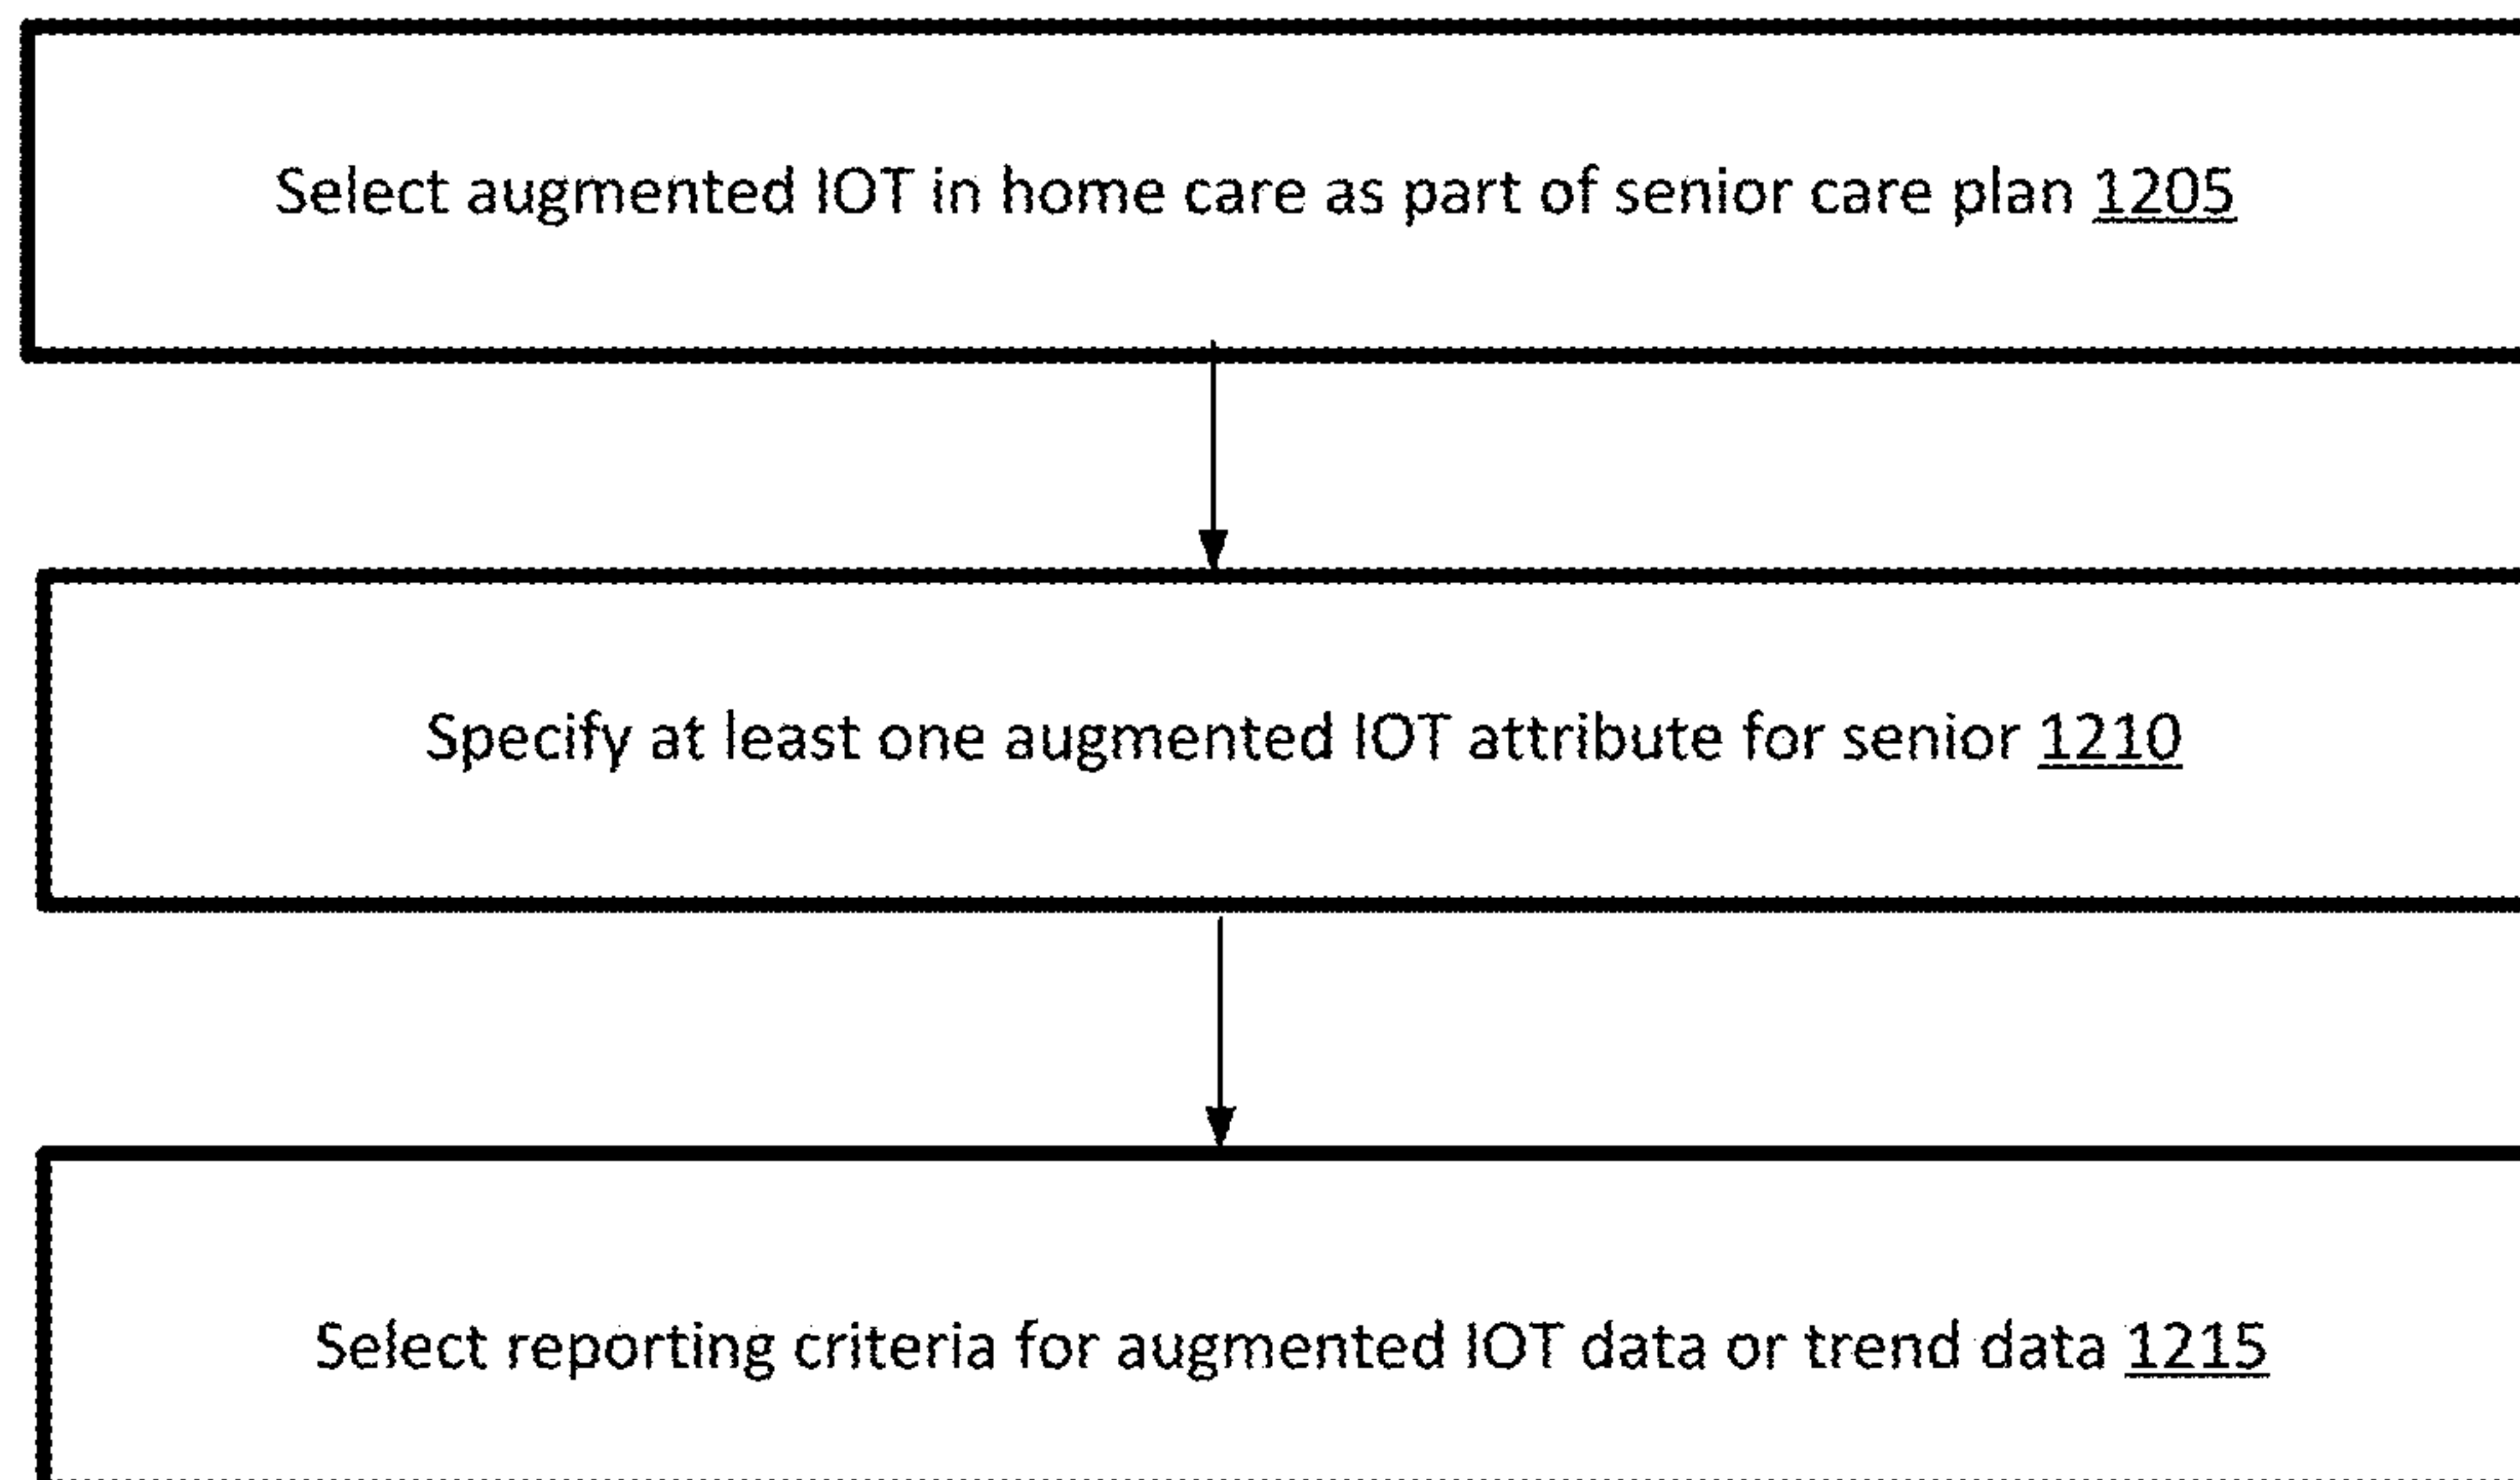 Select augmented IOT in home care as part of senior care plan 1205
Specify at least one augmented IOT attribute for senior 1210
Select reporting criteria for augmented IOT data or trend data 1215